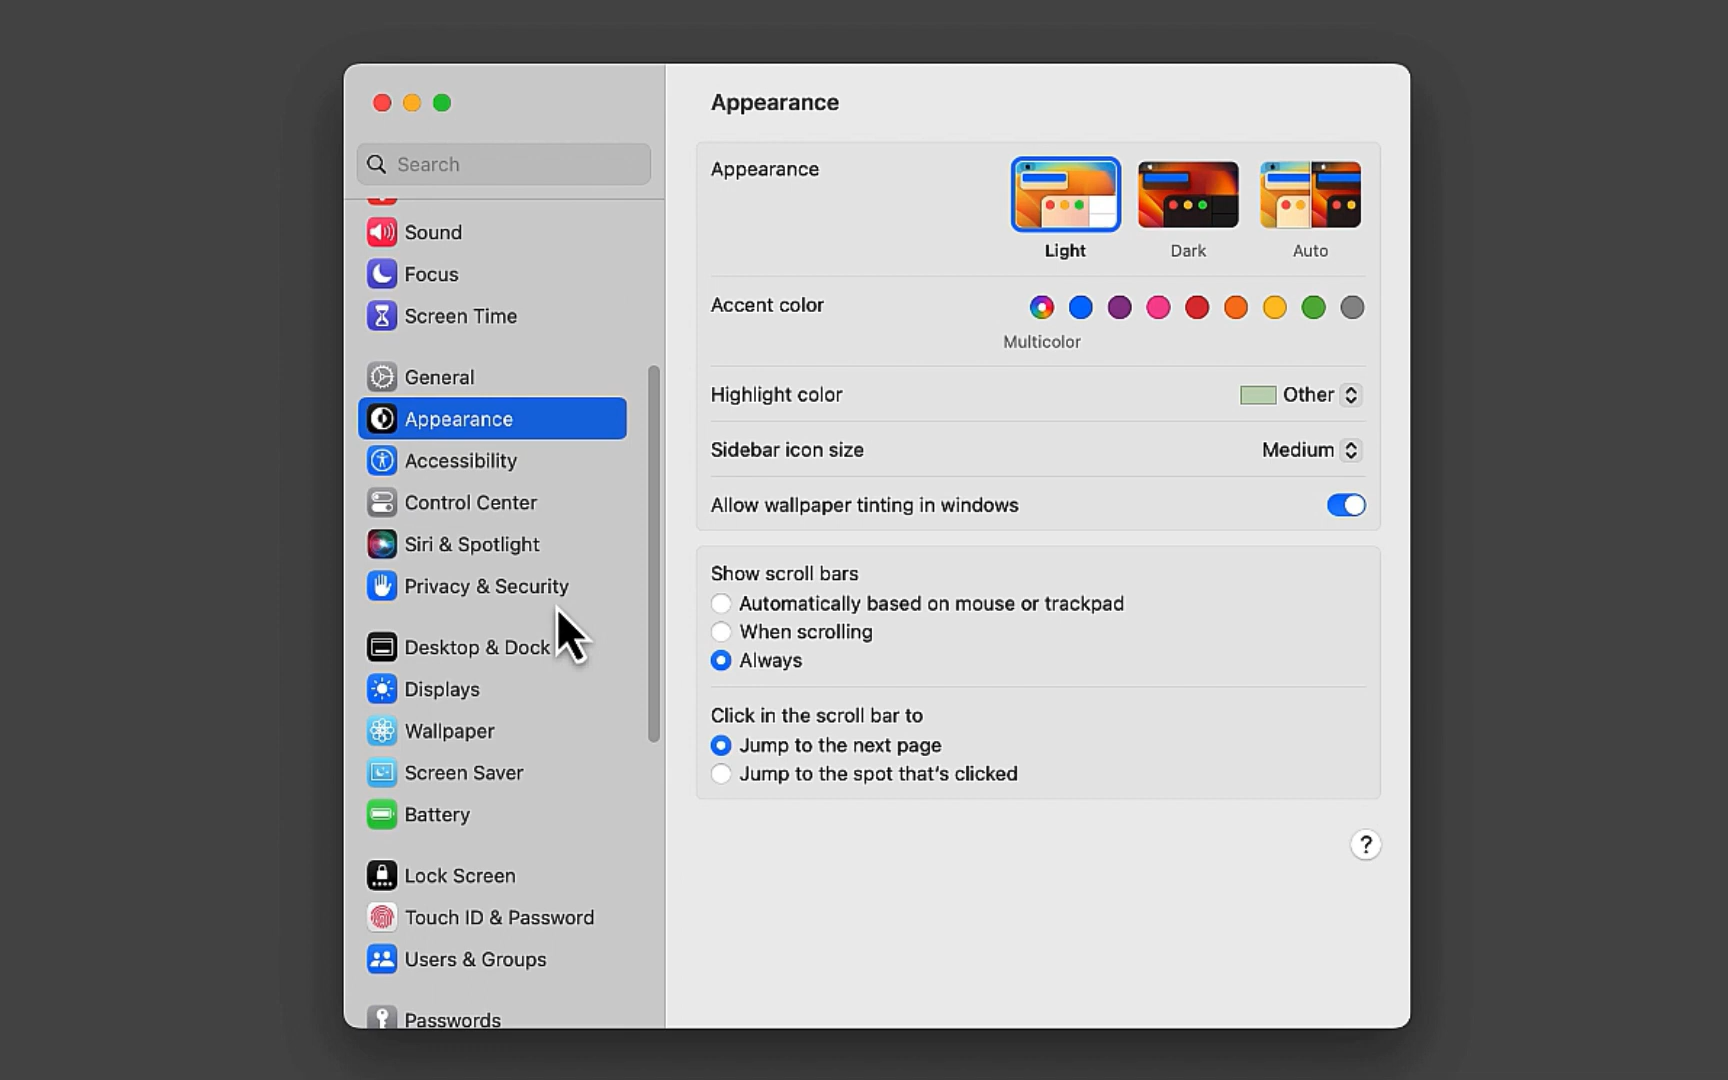 Search
Sound
Focus
Screen Time
General
Appearance
Accessibility
Control Center
Siri & Spotlight
Privacy & Security
Desktop & Dock
Displays
Wallpaper
Screen Saver
Battery
Lock Screen
Touch ID & Password
Users & Groups
Passwords
Appearance
Appearance
Light Dark Auto
Accent color
Multicolor
Highlight color Other
Sidebar icon size Medium
Allow wallpaper tinting in windows
Show scroll bars
Automatically based on mouse or trackpad
When scrolling
Always
Click in the scroll bar to
Jump to the next page
Jump to the spot that's clicked
?